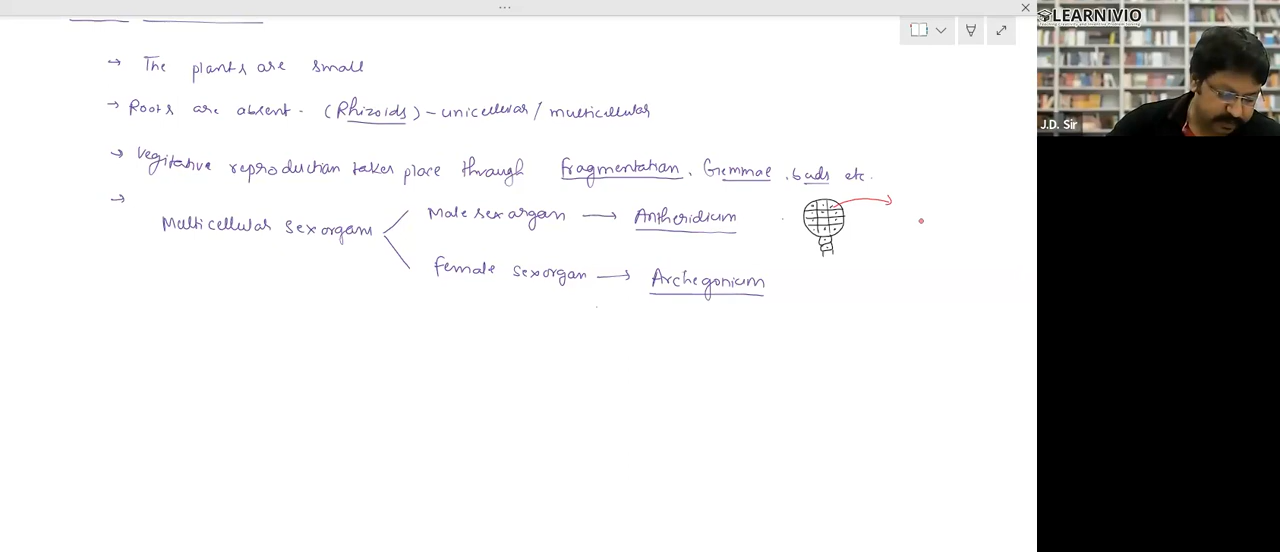 LEARNIVIO
J.D. Sir
→ The plants are small
→ Roots are absent - (Rhizoids) - unicellular / multicellular
→ Vegitative reproduction takes place through fragmentation, Gemmae, buds etc.
→ Multicellular sex organs
Male sex organ → Antheridium
Female sex organ → Archegonium